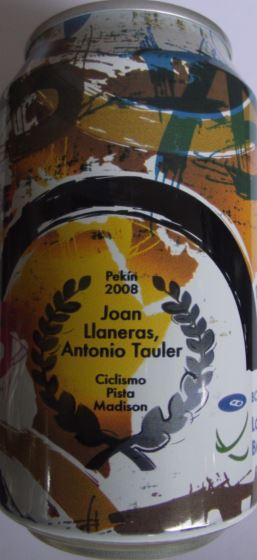 Pekín
2008
Joan
Llaneras,
Antonio Tauler
Ciclismo
Pista
Madison